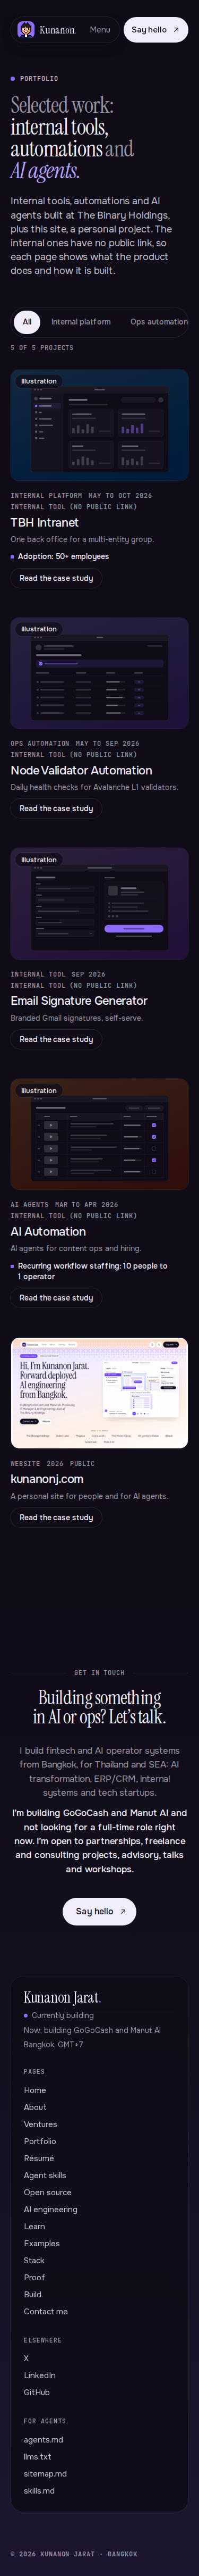 Kunanon. Menu Say hello
PORTFOLIO
Selected work:
internal tools,
automations and
AI agents.
Internal tools, automations and AI
agents built at The Binary Holdings,
plus this site, a personal project. The
internal ones have no public link, so
each page shows what the product
does and how it is built.
All Internal platform Ops automation
5 OF 5 PROJECTS
Illustration
INTERNAL PLATFORM MAY TO OCT 2026
INTERNAL TOOL (NO PUBLIC LINK)
TBH Intranet
One back office for a multi-entity group.
Adoption: 50+ employees
Read the case study
Illustration
OPS AUTOMATION MAY TO SEP 2026
INTERNAL TOOL (NO PUBLIC LINK)
Node Validator Automation
Daily health checks for Avalanche L1 validators.
Read the case study
Illustration
INTERNAL TOOL SEP 2026
INTERNAL TOOL (NO PUBLIC LINK)
Email Signature Generator
Branded Gmail signatures, self-serve.
Read the case study
Illustration
AI AGENTS MAR TO APR 2026
INTERNAL TOOL (NO PUBLIC LINK)
AI Automation
AI agents for content ops and hiring.
Recurring workflow staffing: 10 people to
1 operator
Read the case study
Hi, I'm Kunanon Jarat.
Forward deployed
AI engineering
from Bangkok.
WEBSITE 2026 PUBLIC
kunanonj.com
A personal site for people and for AI agents.
Read the case study
GET IN TOUCH
Building something
in AI or ops? Let's talk.
I build fintech and AI operator systems
from Bangkok, for Thailand and SEA: AI
transformation, ERP/CRM, internal
systems and tech startups.
I'm building GoGoCash and Manut AI and
not looking for a full-time role right
now. I'm open to partnerships, freelance
and consulting projects, advisory, talks
and workshops.
Say hello
Kunanon Jarat.
Currently building
Now: building GoGoCash and Manut AI
Bangkok, GMT+7
PAGES
Home
About
Ventures
Portfolio
Résumé
Agent skills
Open source
AI engineering
Learn
Examples
Stack
Proof
Build
Contact me
ELSEWHERE
X
LinkedIn
GitHub
FOR AGENTS
agents.md
llms.txt
sitemap.md
skills.md
© 2026 KUNANON JARAT · BANGKOK